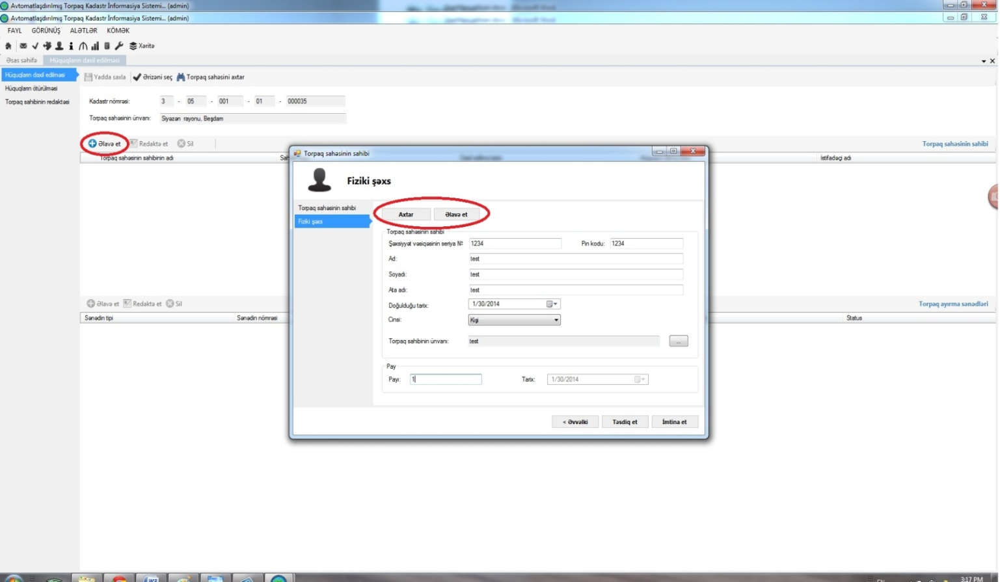 Avtomatlaşdırılmış Torpaq Kadastr İnformasiya Sistemi... (admin)
Avtomatlaşdırılmış Torpaq Kadastr İnformasiya Sistemi... (admin)
FAYL GÖRÜNÜŞ ALƏTLƏR KÖMƏK
Xəritə
Əsas səhifə Hüquqların daxil edilməsi
Hüquqların daxil edilməsi
Hüquqların ötürülməsi
Torpaq sahibinin redaktəsi
Yadda saxla Ərizəni seç Torpaq sahəsini axtar
Kadastr nömrəsi: 3 - 05 - 001 - 01 - 000035
Torpaq sahəsinin ünvanı: Siyəzən rayonu, Beşdam
Əlavə et Redaktə et Sil Torpaq sahəsinin sahibi
Torpaq sahəsinin sahibinin adı İstifadəçi adı
Torpaq sahəsinin sahibi
Fiziki şəxs
Torpaq sahəsinin sahibi
Fiziki şəxs
Axtar Əlavə et
Torpaq sahəsinin sahibi
Şəxsiyyət vəsiqəsinin seriya № 1234 Pin kodu: 1234
Ad: test
Soyadı: test
Ata adı: test
Doğulduğu tarix: 1/30/2014
Cinsi: Kişi
Torpaq sahibinin ünvanı: test ...
Pay
Payı: 1 Tarix: 1/30/2014
< Əvvəlki Təsdiq et İmtina et
Əlavə et Redaktə et Sil Torpaq ayırma sənədləri
Sənədin tipi Sənədin nömrəsi Status
EN 3:17 PM